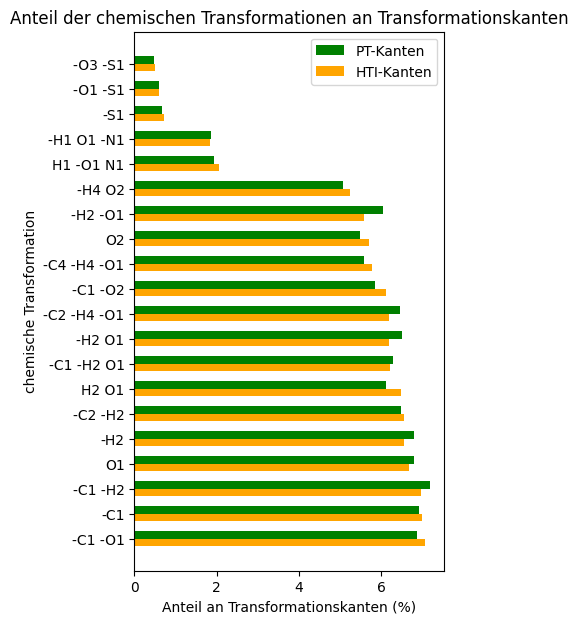 Anteil der chemischen Transformationen an Transformationskanten
PT-Kanten
HTI-Kanten
chemische Transformation
-O3 -S1
-O1 -S1
-S1
-H1 O1 -N1
H1 -O1 N1
-H4 O2
-H2 -O1
O2
-C4 -H4 -O1
-C1 -O2
-C2 -H4 -O1
-H2 O1
-C1 -H2 O1
H2 O1
-C2 -H2
-H2
O1
-C1 -H2
-C1
-C1 -O1
0 2 4 6
Anteil an Transformationskanten (%)